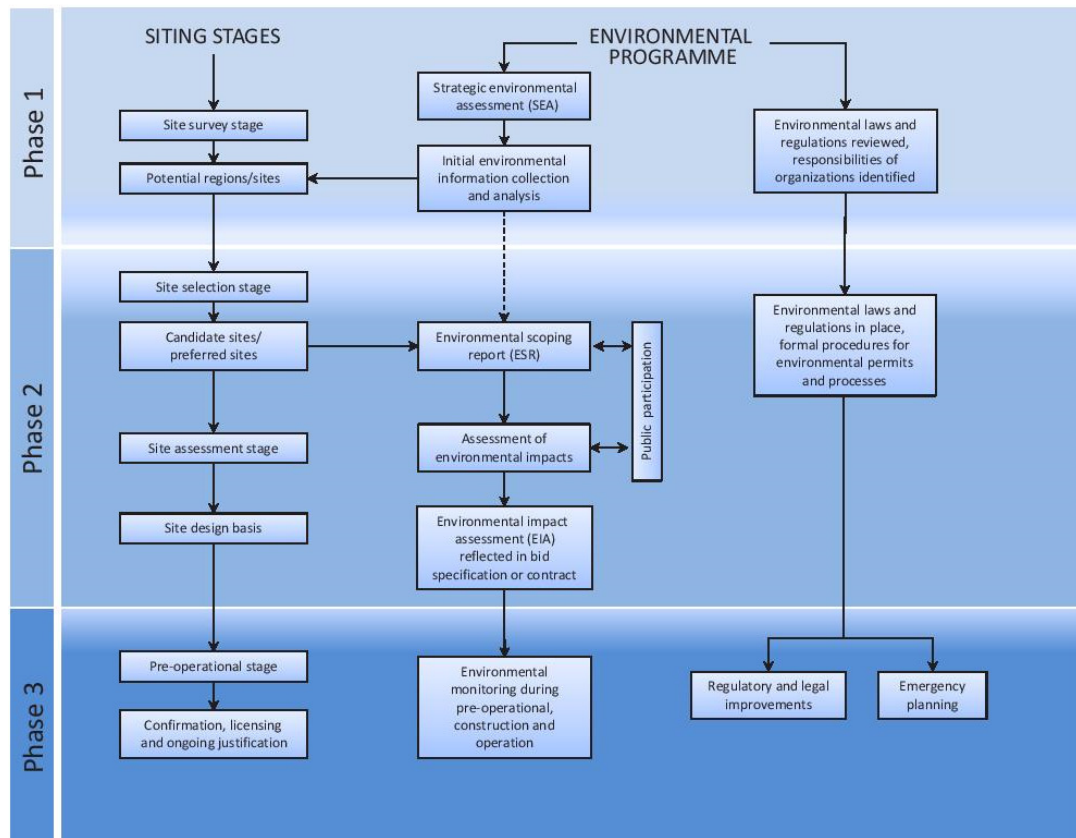 SITING STAGES
ENVIRONMENTAL
PROGRAMME
Phase 1
Site survey stage
Potential regions/sites
Strategic environmental
assessment (SEA)
Initial environmental
information collection
and analysis
Environmental laws and
regulations reviewed,
responsibilities of
organizations identified
Phase 2
Site selection stage
Candidate sites/
preferred sites
Site assessment stage
Site design basis
Environmental scoping
report (ESR)
Assessment of
environmental impacts
Environmental impact
assessment (EIA)
reflected in bid
specification or contract
Public participation
Environmental laws and
regulations in place,
formal procedures for
environmental permits
and processes
Phase 3
Pre-operational stage
Confirmation, licensing
and ongoing justification
Environmental
monitoring during
pre-operational,
construction and
operation
Regulatory and legal
improvements
Emergency
planning